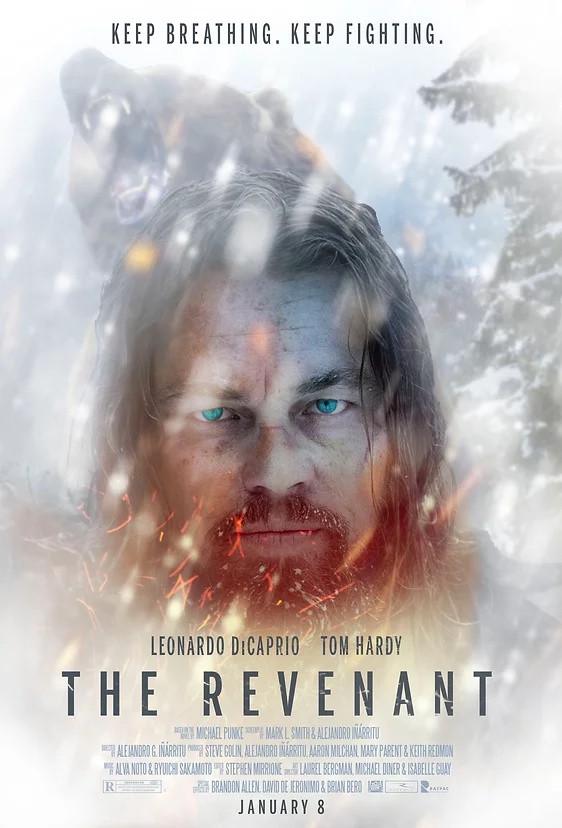 KEEP BREATHING. KEEP FIGHTING.
LEONARDO DiCAPRIO TOM HARDY
THE REVENANT
MICHAEL PUNKE MARK L. SMITH & ALEJANDRO IÑÁRRITU
ALEJANDRO G. IÑÁRRITU STEVE GOLIN, ALEJANDRO IÑÁRRITU, AARON MILCHAN, MARY PARENT & KEITH REDMON
ALVA NOTO & RYUICHI SAKAMOTO STEPHEN MIRRIONE LAUREL BERGMAN, MICHAEL DINER & ISABELLE GUAY
R BRANDON ALLEN, DAVID DE JERONIMO & BRIAN BERO RATPAC
JANUARY 8